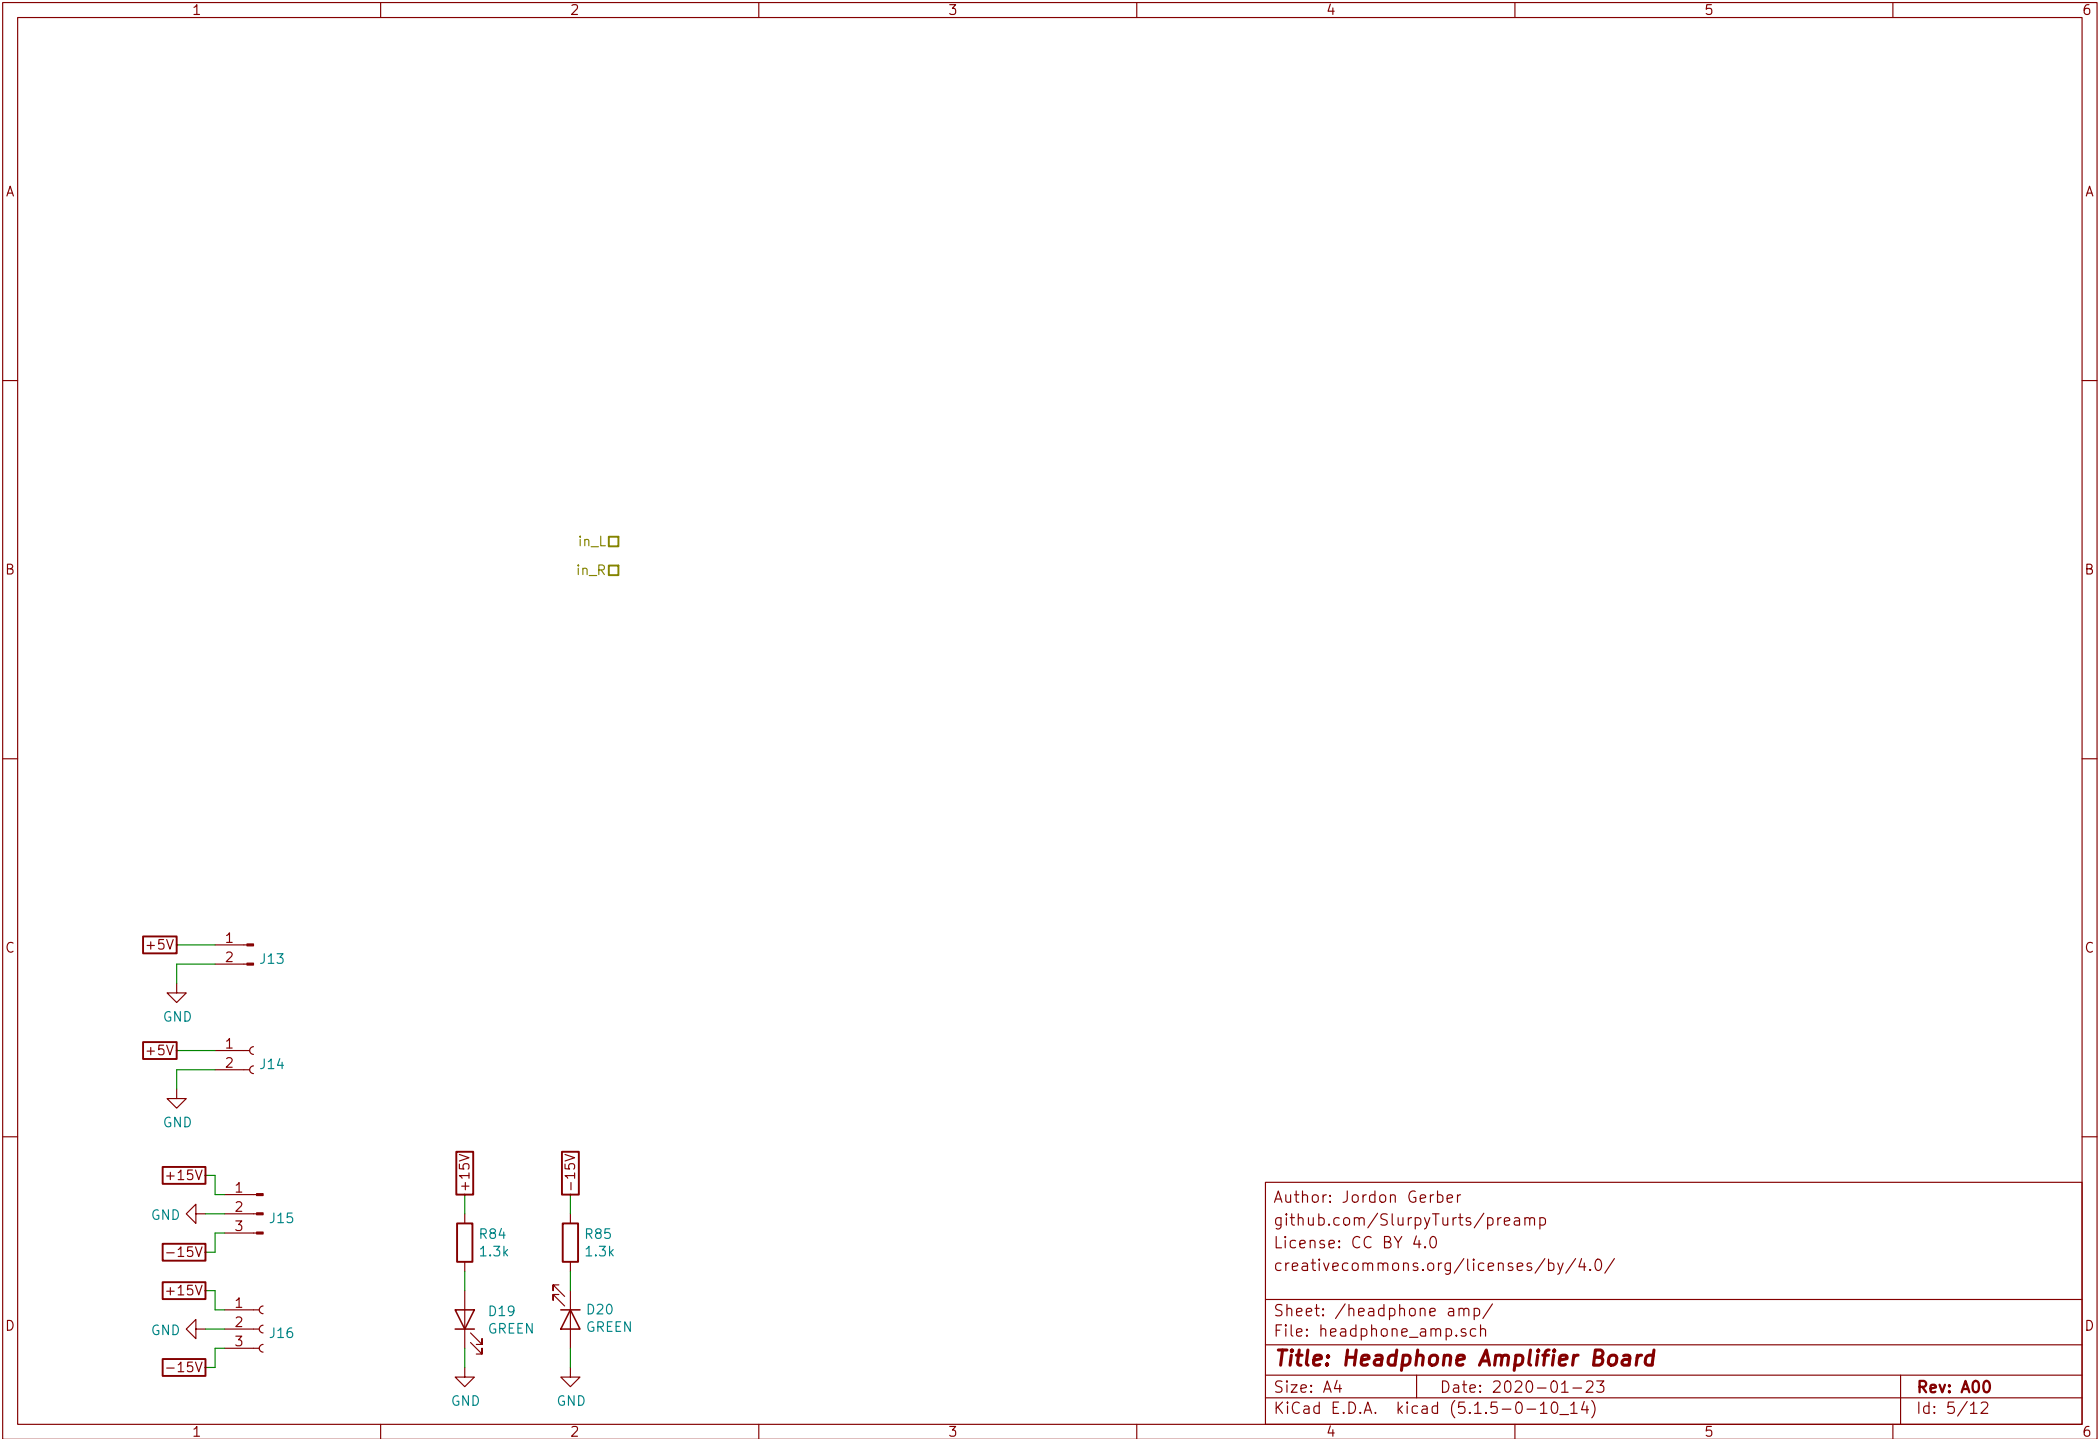 1 2 3 4 5 6
A A
in_L
B B
in_R
+5V 1
C C
2 J13
GND
+5V 1
2 J14
GND
+15V +15V -15V
1
GND 2 J15
3
-15V
R84 R85
1.3k 1.3k
+15V
1
GND 2 J16
3
-15V
D19 D20
GREEN GREEN
GND GND
D D
Author: Jordon Gerber
github.com/SlurpyTurts/preamp
License: CC BY 4.0
creativecommons.org/licenses/by/4.0/
Sheet: /headphone amp/
File: headphone_amp.sch
Title: Headphone Amplifier Board
Size: A4 Date: 2020-01-23 Rev: A00
KiCad E.D.A. kicad (5.1.5-0-10_14) Id: 5/12
1 2 3 4 5 6